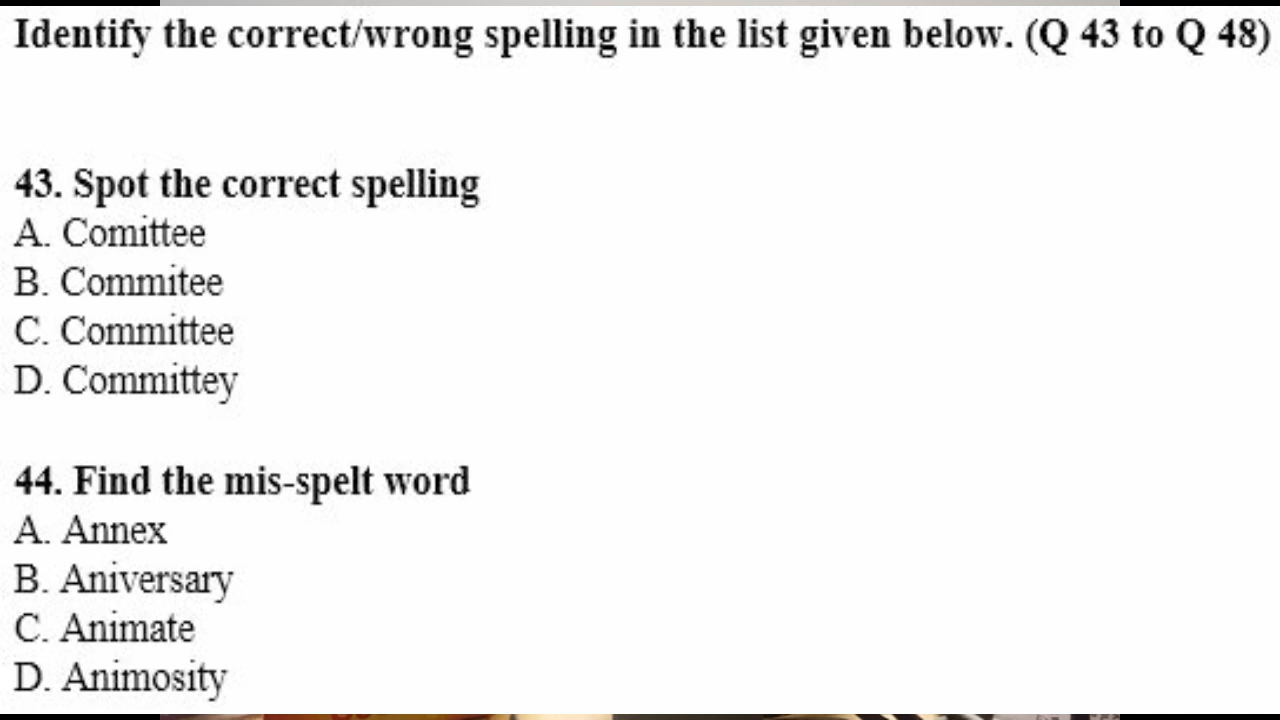 Identify the correct/wrong spelling in the list given below. (Q 43 to Q 48)
43. Spot the correct spelling
A. Comittee
B. Commitee
C. Committee
D. Committey
44. Find the mis-spelt word
A. Annex
B. Aniversary
C. Animate
D. Animosity